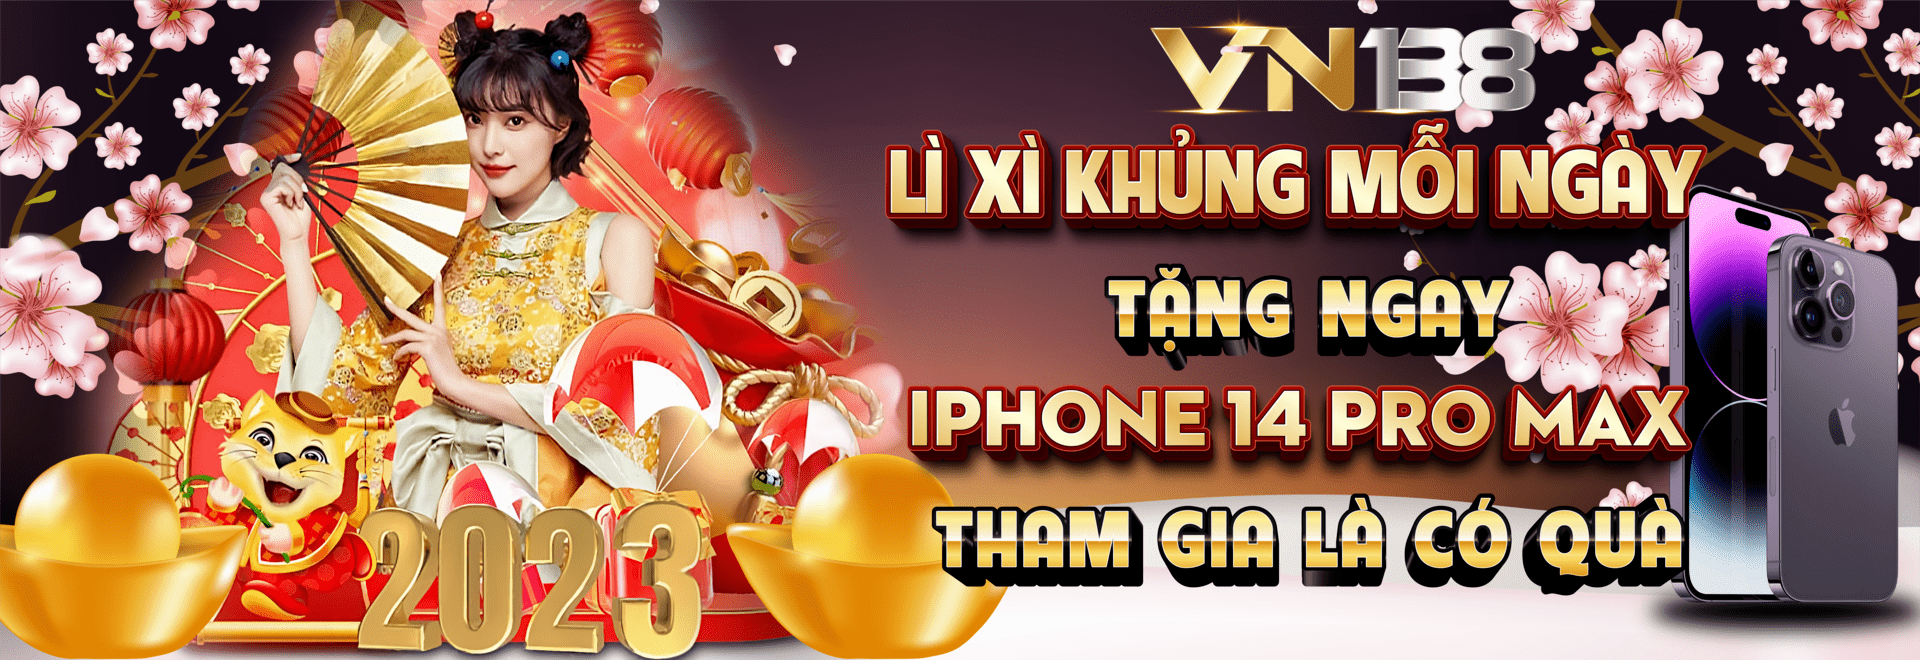 VN138
LÌ XÌ KHỦNG MỖI NGÀY
TẶNG NGAY
IPHONE 14 PRO MAX
THAM GIA LÀ CÓ QUÀ
2023